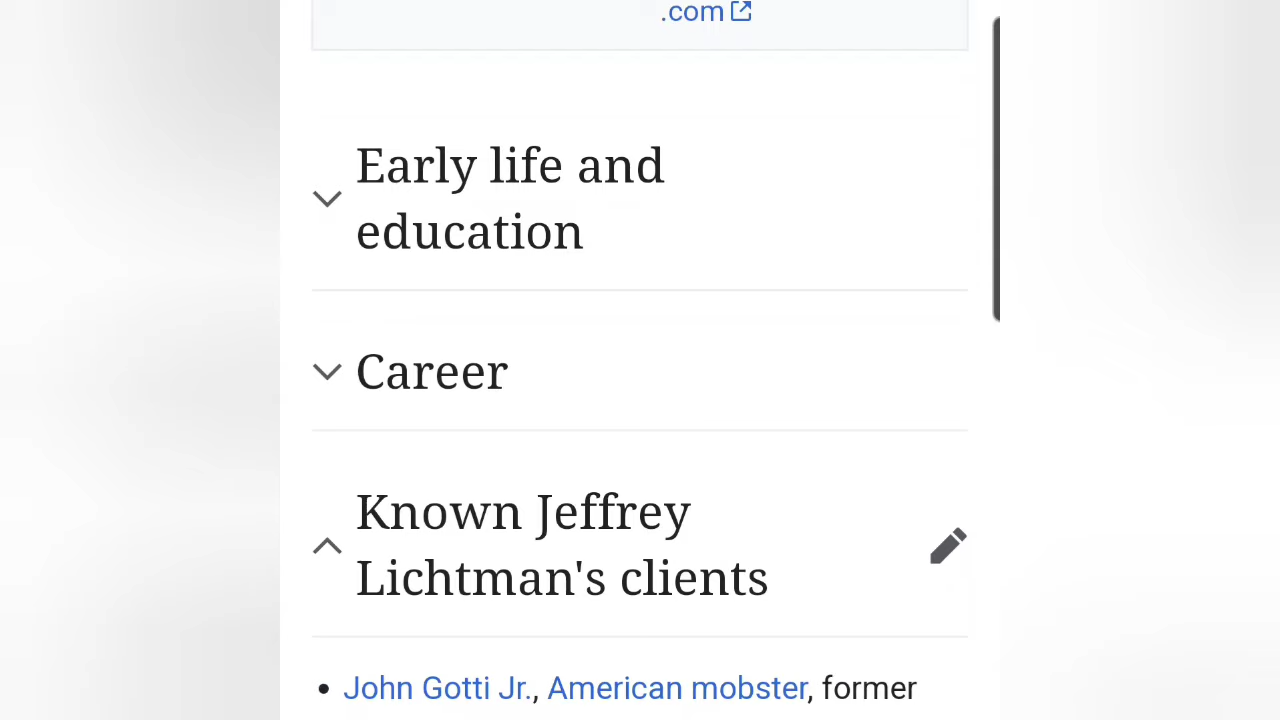 .com
Early life and
education
Career
Known Jeffrey
Lichtman's clients
• John Gotti Jr., American mobster, former